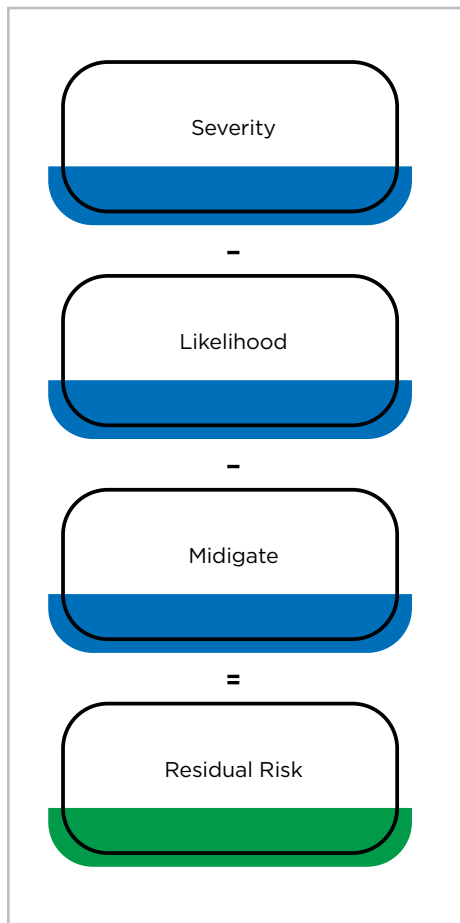 Severity
–
Likelihood
–
Midigate
=
Residual Risk